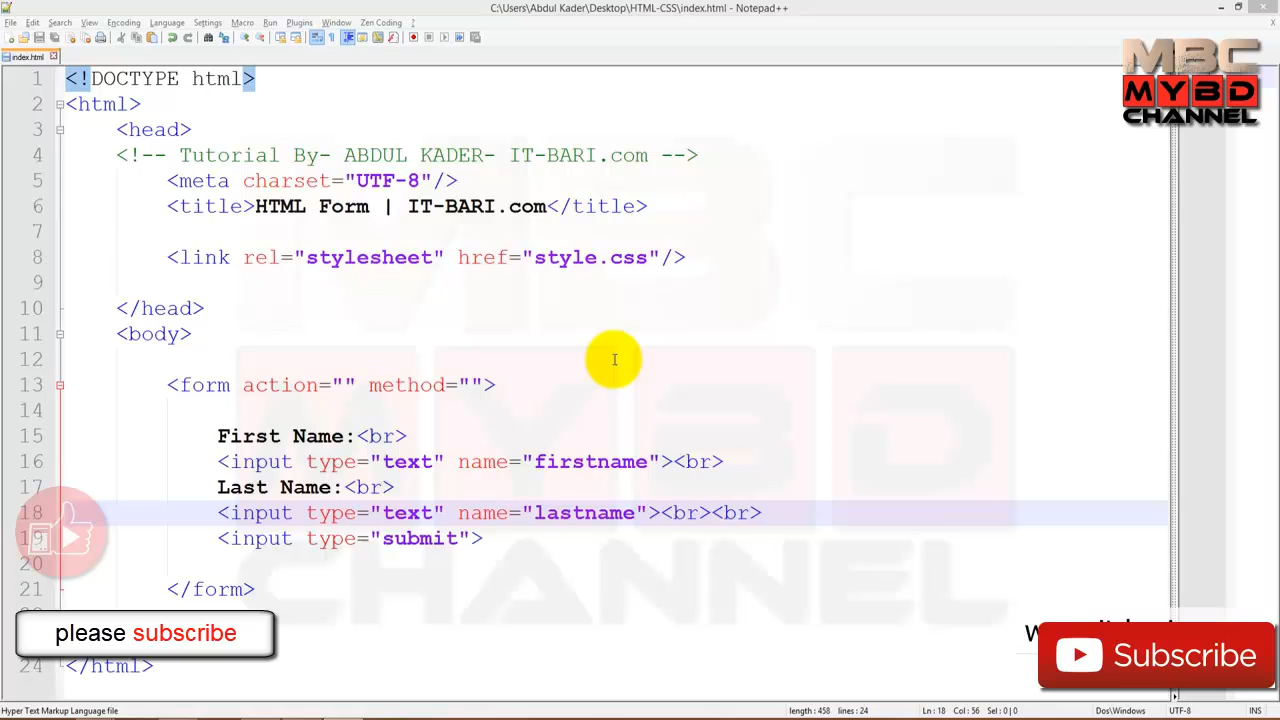 C:\Users\Abdul Kader\Desktop\HTML-CSS\index.html - Notepad++
File Edit Search View Encoding Language Settings Macro Run Plugins Window Zen Coding ?
index.html
MBC
MYBD
CHANNEL
1 <!DOCTYPE html>
2 <html>
3 <head>
4 <!-- Tutorial By- ABDUL KADER- IT-BARI.com -->
5 <meta charset="UTF-8"/>
6 <title>HTML Form | IT-BARI.com</title>
7
8 <link rel="stylesheet" href="style.css"/>
9
10 </head>
11 <body>
12
13 <form action="" method="">
14
15 First Name:<br>
16 <input type="text" name="firstname"><br>
17 Last Name:<br>
18 <input type="text" name="lastname"><br><br>
19 <input type="submit">
20
21 </form>
please subscribe
Subscribe
24 </html>
MBC
MYBD
CHANNEL
Hyper Text Markup Language file
length : 458 lines : 24
Ln : 18 Col : 56 Sel : 0 | 0
Dos\Windows
UTF-8
INS